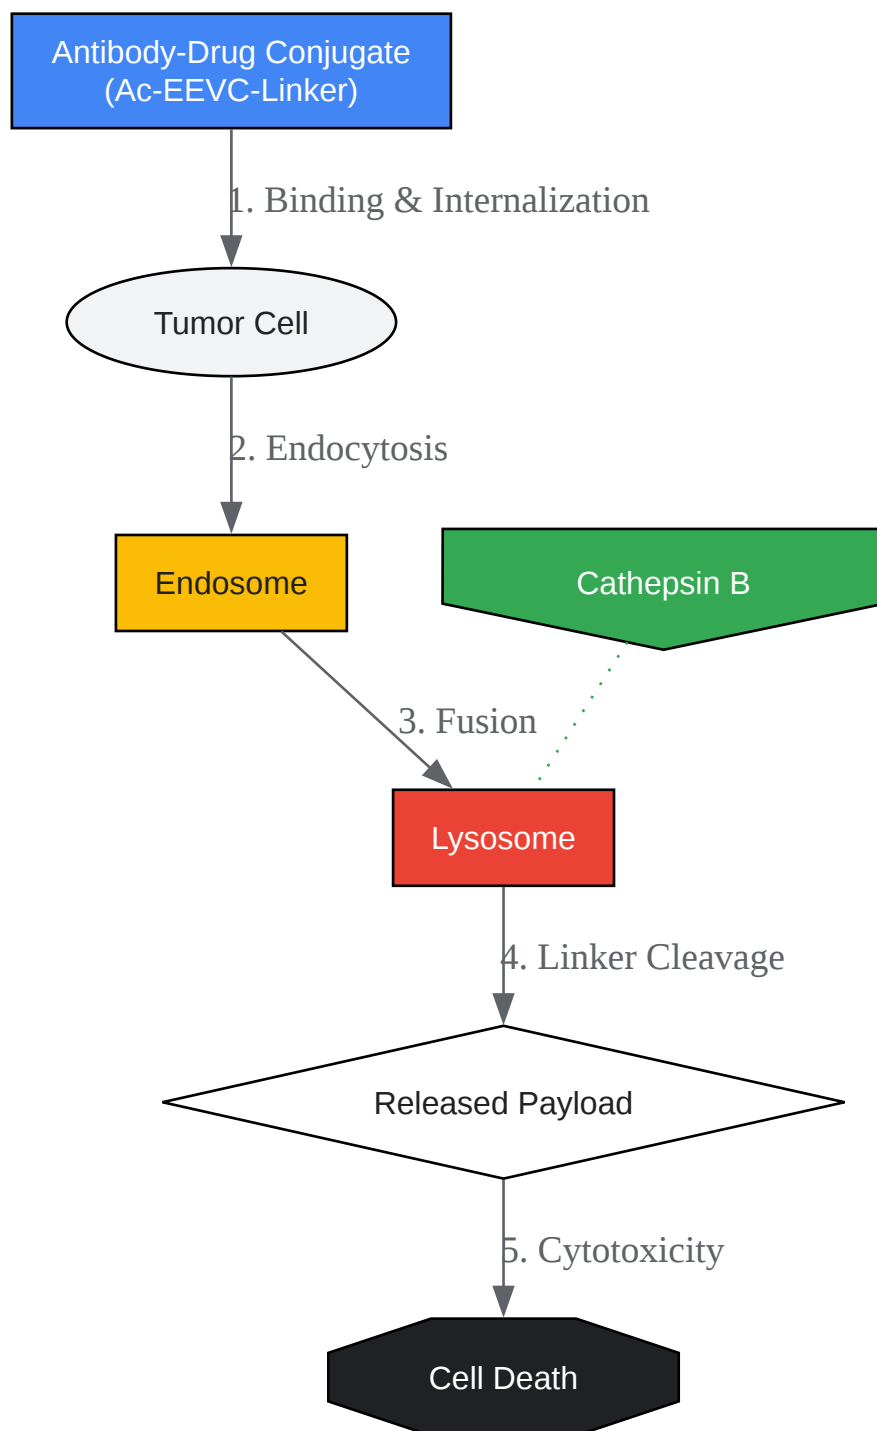 Antibody-Drug Conjugate
(Ac-EEVC-Linker)
1. Binding & Internalization
Tumor Cell
2. Endocytosis
Endosome
Cathepsin B
3. Fusion
Lysosome
4. Linker Cleavage
Released Payload
5. Cytotoxicity
Cell Death